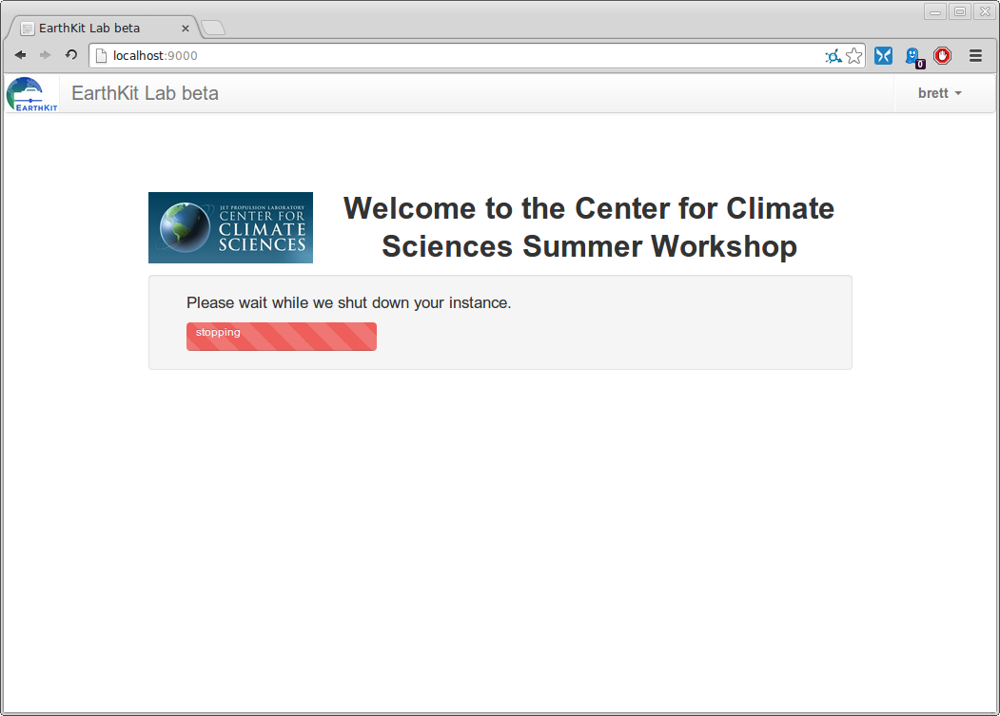 EarthKit Lab beta
localhost:9000
0
EARTHKIT
EarthKit Lab beta
brett
JET PROPULSION LABORATORY
CENTER FOR
CLIMATE
SCIENCES
Welcome to the Center for Climate
Sciences Summer Workshop
Please wait while we shut down your instance.
stopping